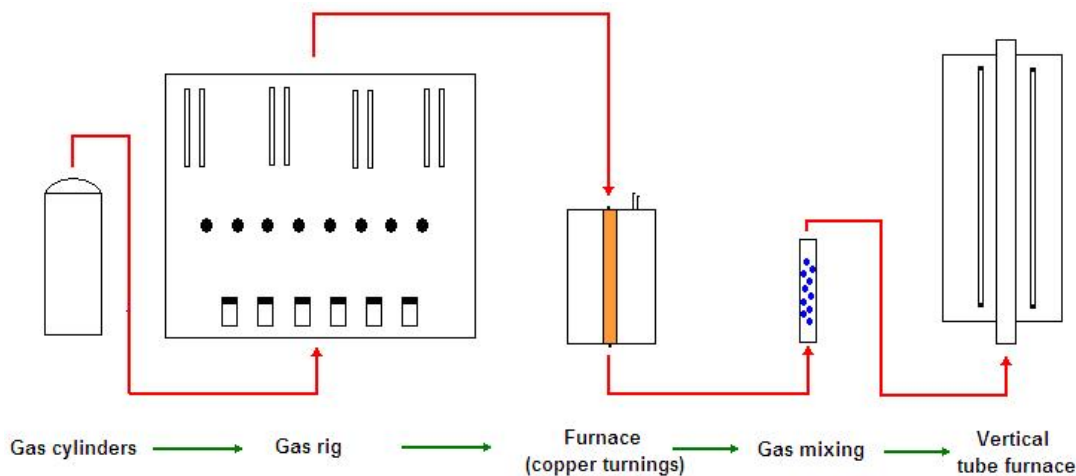 Gas cylinders
Gas rig
Furnace
(copper turnings)
Gas mixing
Vertical
tube furnace